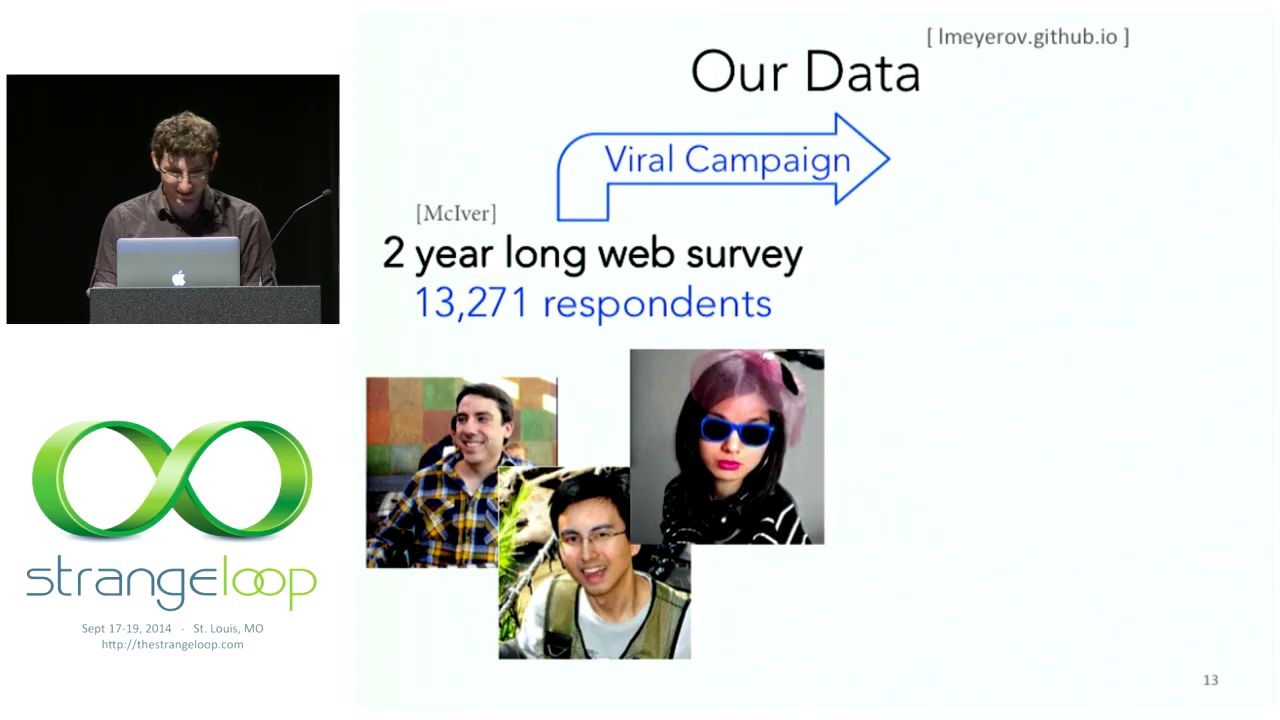 [ lmeyerov.github.io ]
Our Data
Viral Campaign
[McIver]
2 year long web survey
13,271 respondents
strangeloop
Sept 17-19, 2014 - St. Louis, MO
http://thestrangeloop.com
13